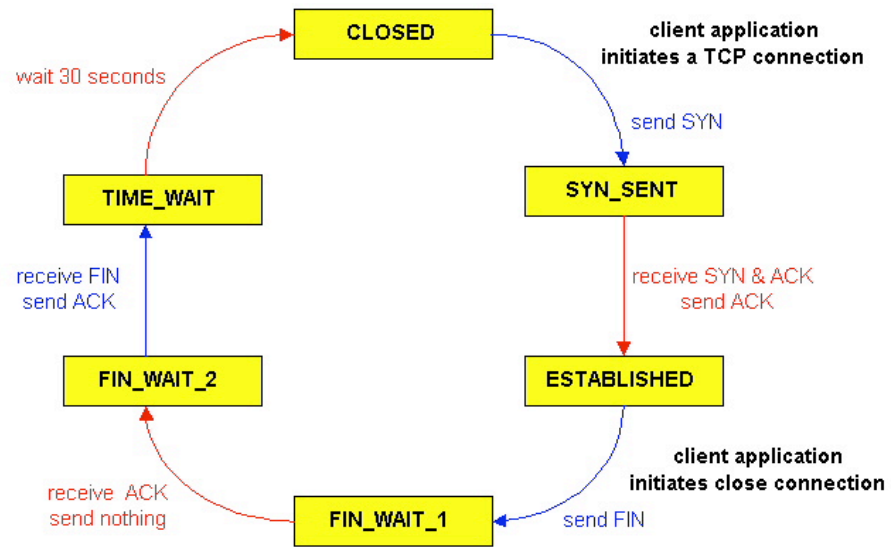 CLOSED
client application
initiates a TCP connection
wait 30 seconds
send SYN
TIME_WAIT
SYN_SENT
receive FIN
send ACK
receive SYN & ACK
send ACK
FIN_WAIT_2
ESTABLISHED
client application
initiates close connection
receive ACK
send nothing
FIN_WAIT_1
send FIN